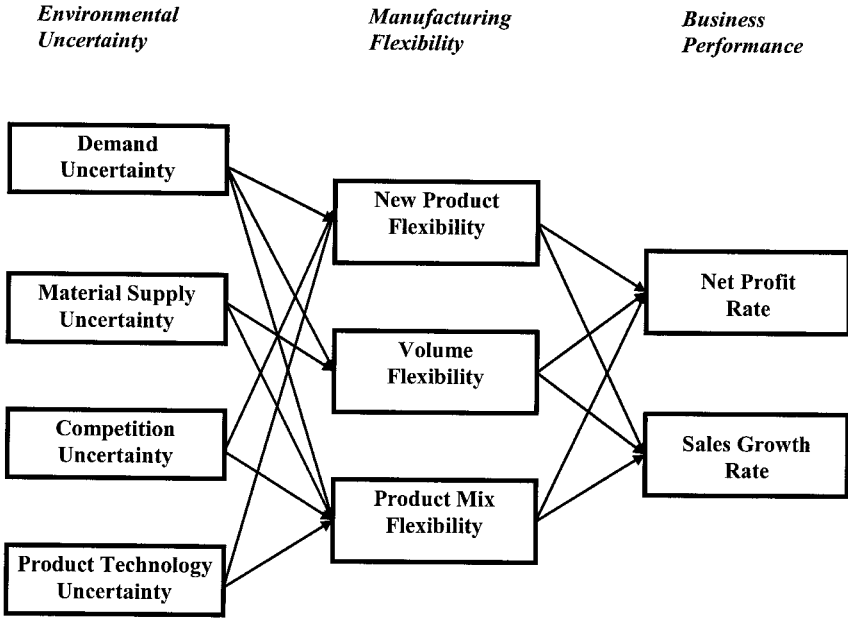 Environmental
Uncertainty
Manufacturing
Flexibility
Business
Performance
Demand
Uncertainty
Material Supply
Uncertainty
Competition
Uncertainty
Product Technology
Uncertainty
New Product
Flexibility
Volume
Flexibility
Product Mix
Flexibility
Net Profit
Rate
Sales Growth
Rate